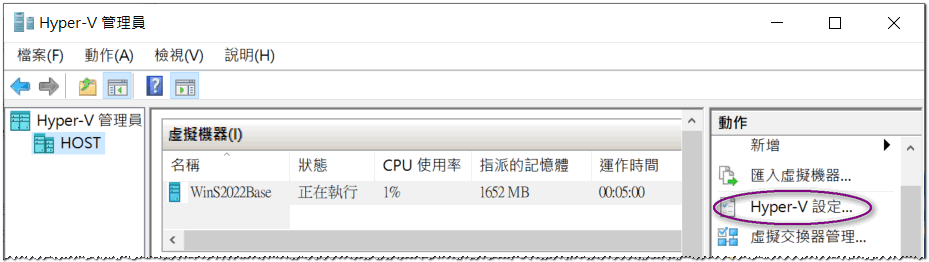 Hyper-V 管理員
檔案(F) 動作(A) 檢視(V) 說明(H)
Hyper-V 管理員
HOST
虛擬機器(I)
名稱 狀態 CPU 使用率 指派的記憶體 運作時間
WinS2022Base 正在執行 1% 1652 MB 00:05:00
動作
新增
匯入虛擬機器...
Hyper-V 設定...
虛擬交換器管理...